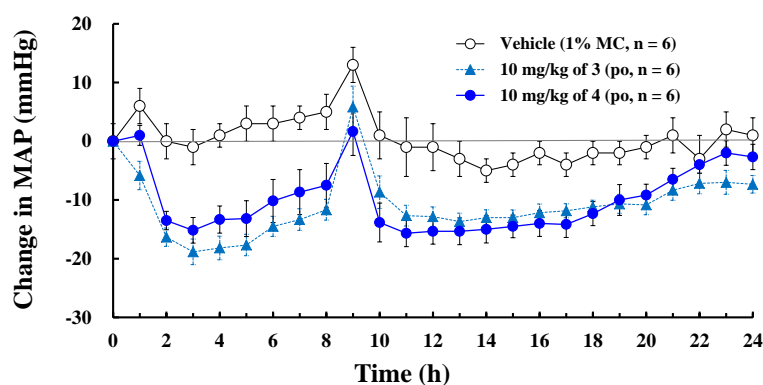 Change in MAP (mmHg)
20
10
0
-10
-20
-30
Vehicle (1% MC, n = 6)
10 mg/kg of 3 (po, n = 6)
10 mg/kg of 4 (po, n = 6)
0 2 4 6 8 10 12 14 16 18 20 22 24
Time (h)